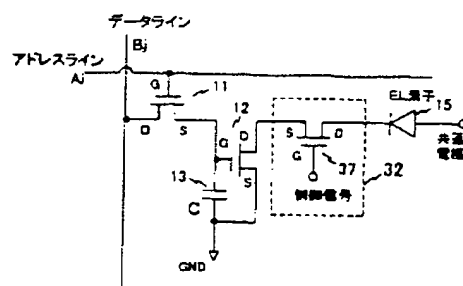 データライン
Bj
アドレスライン
Aj
G
11
D
S
12
G
D
S
13
C
GND
S
D
G
37
制御信号
32
EL素子
15
共通
電極